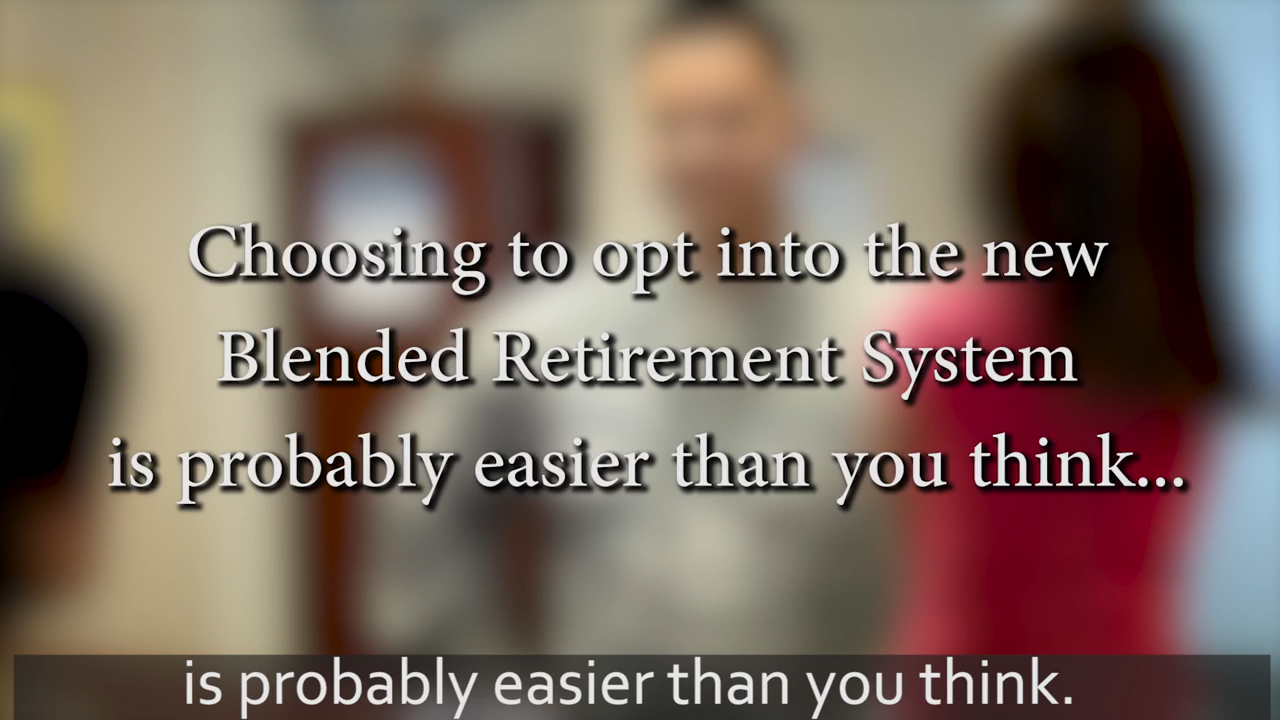 Choosing to opt into the new
Blended Retirement System
is probably easier than you think...
is probably easier than you think.